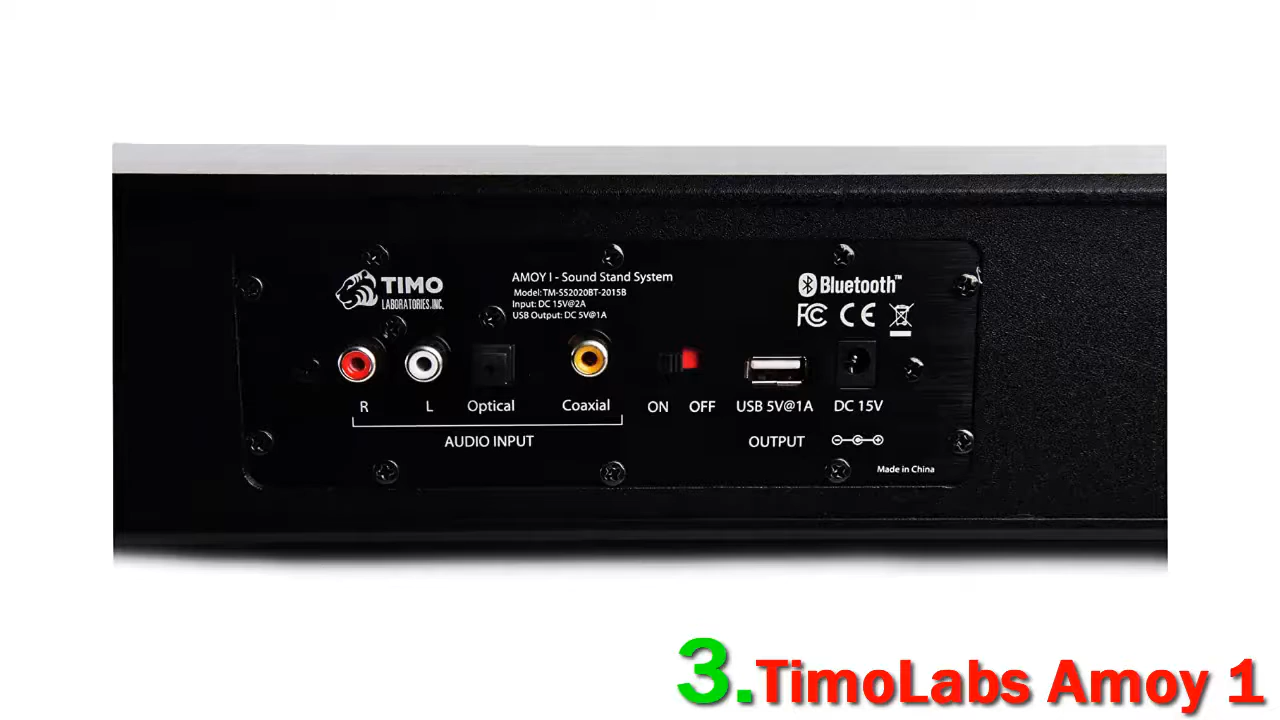 TIMO
LABORATORIES.INC.
AMOY I - Sound Stand System
Model: TM-SS2020BT-2015B
Input: DC 15V@2A
USB Output: DC 5V@1A
Bluetooth™
FC CE
R L Optical Coaxial ON OFF USB 5V@1A DC 15V
AUDIO INPUT OUTPUT
Made in China
3.TimoLabs Amoy 1